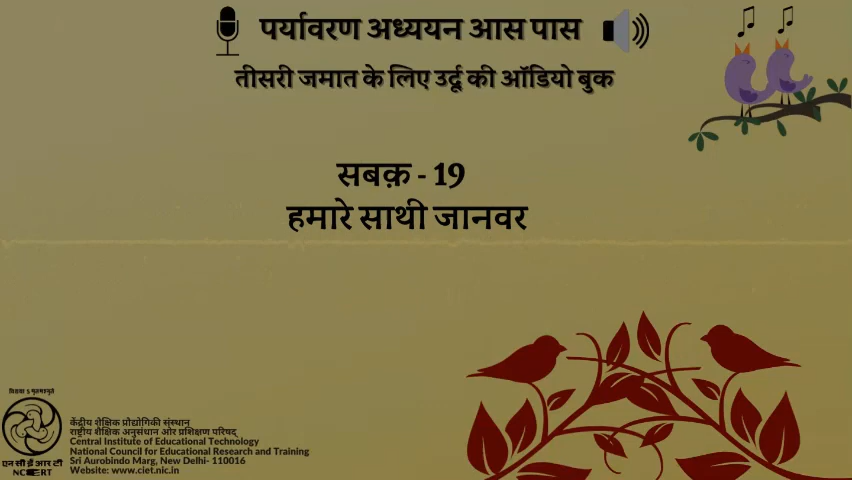 पर्यावरण अध्ययन आस पास
तीसरी जमात के लिए उर्दू की ऑडियो बुक
सबक़ - 19
हमारे साथी जानवर
एन सी ई आर टी
NCERT
केंद्रीय शैक्षिक प्रौद्योगिकी संस्थान
राष्ट्रीय शैक्षिक अनुसंधान और प्रशिक्षण परिषद्
Central Institute of Educational Technology
National Council for Educational Research and Training
Sri Aurobindo Marg, New Delhi- 110016
Website: www.ciet.nic.in